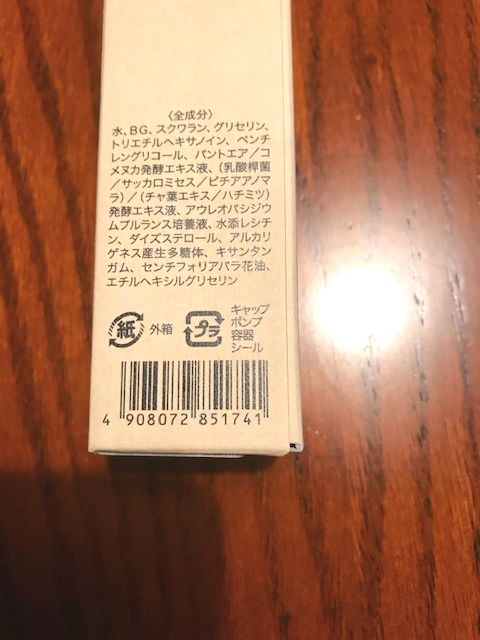 〈全成分〉
水、BG、スクワラン、グリセリン、
トリエチルヘキサノイン、ペンチ
レングリコール、パントエア／コ
メヌカ発酵エキス液、（乳酸桿菌
／サッカロミセス／ピチアアノマ
ラ）／（チャ葉エキス／ハチミツ）
発酵エキス液、アウレオバシジウ
ムプルランス培養液、水添レシチ
ン、ダイズステロール、アルカリ
ゲネス産生多糖体、キサンタン
ガム、センチフォリアバラ花油、
エチルヘキシルグリセリン
紙 外箱
プラ
キャップ
ポンプ
容器
シール
4 908072 851741